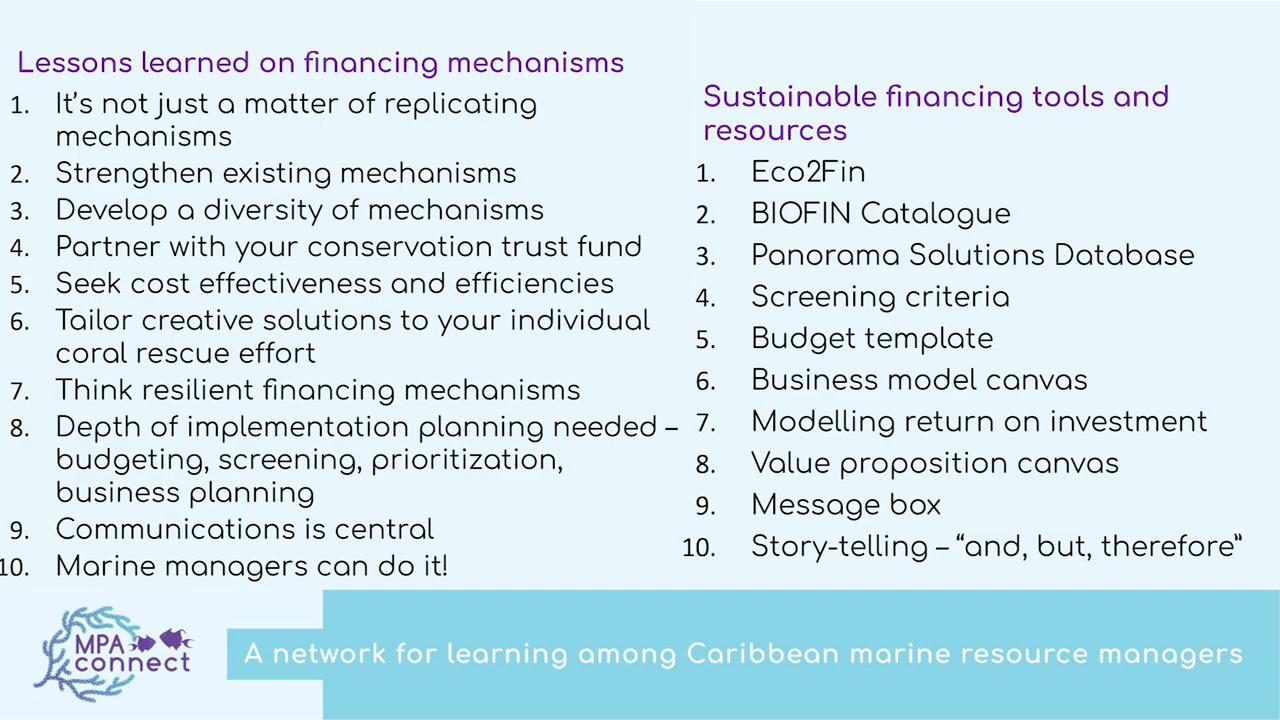 Lessons learned on financing mechanisms
1. It's not just a matter of replicating
mechanisms
2. Strengthen existing mechanisms
3. Develop a diversity of mechanisms
4. Partner with your conservation trust fund
5. Seek cost effectiveness and efficiencies
6. Tailor creative solutions to your individual
coral rescue effort
7. Think resilient financing mechanisms
8. Depth of implementation planning needed –
budgeting, screening, prioritization,
business planning
9. Communications is central
10. Marine managers can do it!
Sustainable financing tools and
resources
1. Eco2Fin
2. BIOFIN Catalogue
3. Panorama Solutions Database
4. Screening criteria
5. Budget template
6. Business model canvas
7. Modelling return on investment
8. Value proposition canvas
9. Message box
10. Story-telling – “and, but, therefore”
MPA
connect
A network for learning among Caribbean marine resource managers